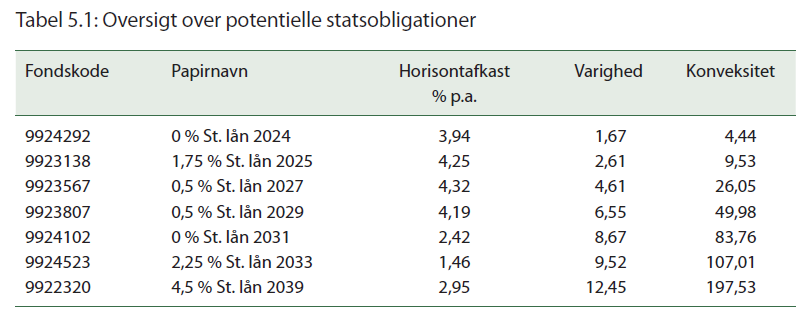 Tabel 5.1: Oversigt over potentielle statsobligationer
Fondskode Papirnavn Horisontafkast Varighed Konveksitet
% p.a.
9924292 0 % St. lån 2024 3,94 1,67 4,44
9923138 1,75 % St. lån 2025 4,25 2,61 9,53
9923567 0,5 % St. lån 2027 4,32 4,61 26,05
9923807 0,5 % St. lån 2029 4,19 6,55 49,98
9924102 0 % St. lån 2031 2,42 8,67 83,76
9924523 2,25 % St. lån 2033 1,46 9,52 107,01
9922320 4,5 % St. lån 2039 2,95 12,45 197,53